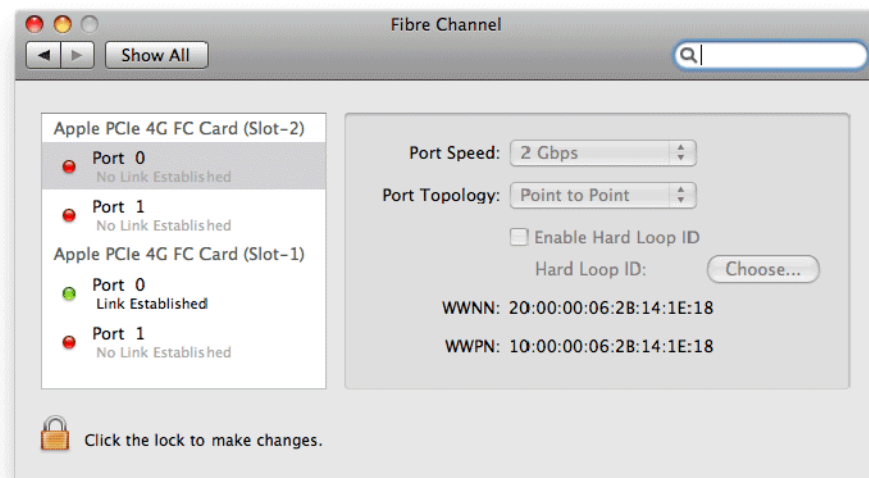 Fibre Channel
Show All
Apple PCIe 4G FC Card (Slot-2)
Port 0
No Link Established
Port 1
No Link Established
Apple PCIe 4G FC Card (Slot-1)
Port 0
Link Established
Port 1
No Link Established
Port Speed: 2 Gbps
Port Topology: Point to Point
Enable Hard Loop ID
Hard Loop ID: Choose...
WWNN: 20:00:00:06:2B:14:1E:18
WWPN: 10:00:00:06:2B:14:1E:18
Click the lock to make changes.